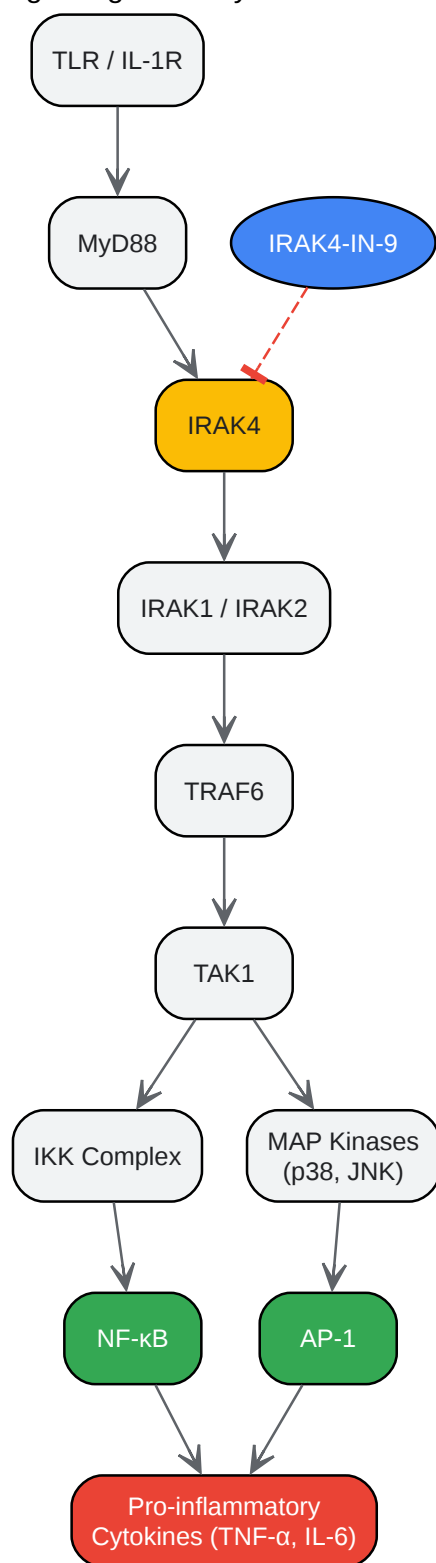 TLR / IL-1R
MyD88
IRAK4-IN-9
IRAK4
IRAK1 / IRAK2
TRAF6
TAK1
IKK Complex
MAP Kinases
(p38, JNK)
NF-κB
AP-1
Pro-inflammatory
Cytokines (TNF-α, IL-6)